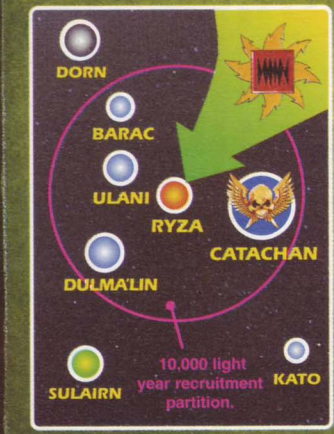 DORN
BARAC
ULANI
RYZA
CATACHAN
DULMA'LIN
10,000 light
year recruitment
partition.
SULAIRN
KATO